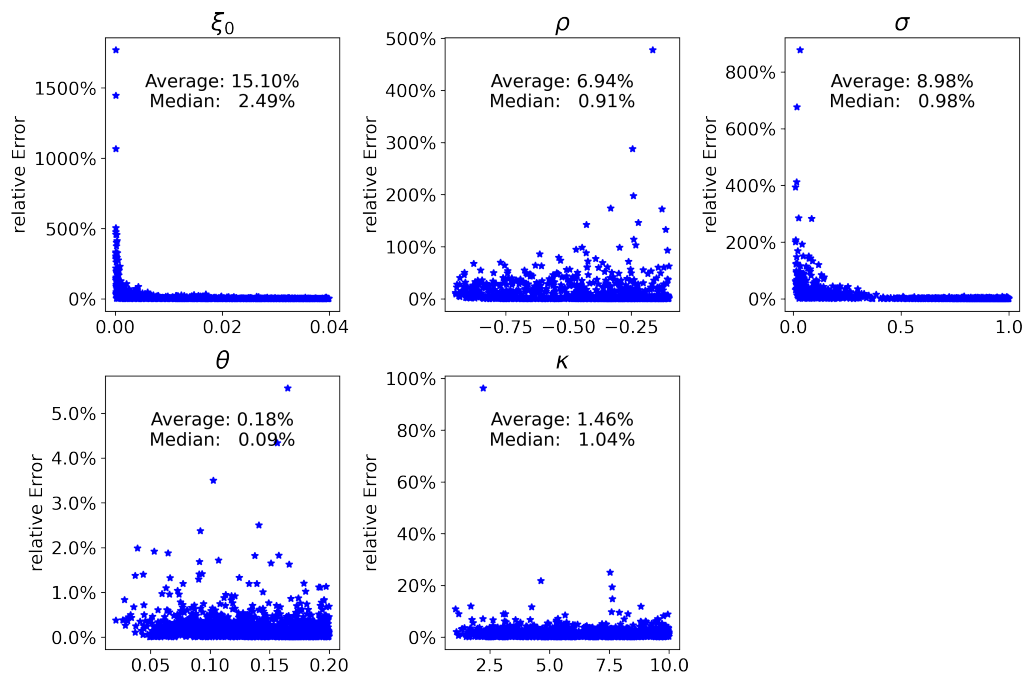 ξ₀
relative Error
1500%
1000%
500%
0%
Average: 15.10%
Median: 2.49%
0.00 0.02 0.04
ρ
relative Error
500%
400%
300%
200%
100%
0%
Average: 6.94%
Median: 0.91%
−0.75 −0.50 −0.25
σ
relative Error
800%
600%
400%
200%
0%
Average: 8.98%
Median: 0.98%
0.0 0.5 1.0
θ
relative Error
5.0%
4.0%
3.0%
2.0%
1.0%
0.0%
Average: 0.18%
Median: 0.09%
0.05 0.10 0.15 0.20
κ
relative Error
100%
80%
60%
40%
20%
0%
Average: 1.46%
Median: 1.04%
2.5 5.0 7.5 10.0